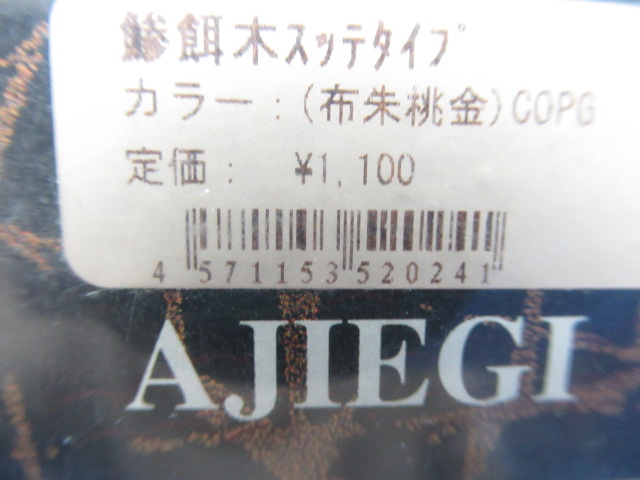 鯵餌木ｽｯﾃﾀｲﾌﾟ
カラー：(布朱桃金)COPG
定価： ¥1,100
4 571153 520241
AJIEGI